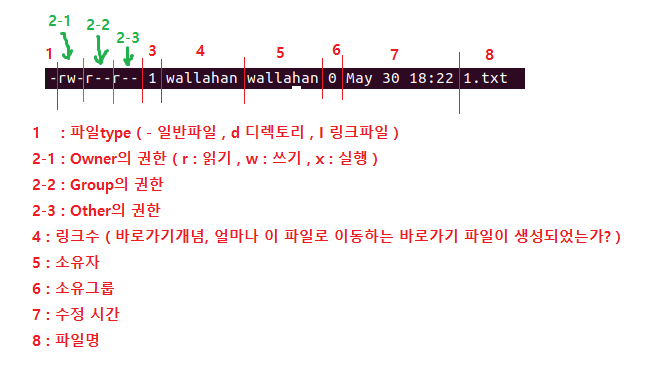 2-1
2-2
2-3
1 3 4 5 6 7 8
-rw-r--r-- 1 wallahan wallahan 0 May 30 18:22 1.txt
1 : 파일type ( - 일반파일 , d 디렉토리 , l 링크파일 )
2-1 : Owner의 권한 ( r : 읽기 , w : 쓰기 , x : 실행 )
2-2 : Group의 권한
2-3 : Other의 권한
4 : 링크수 ( 바로가기개념, 얼마나 이 파일로 이동하는 바로가기 파일이 생성되었는가? )
5 : 소유자
6 : 소유그룹
7 : 수정 시간
8 : 파일명